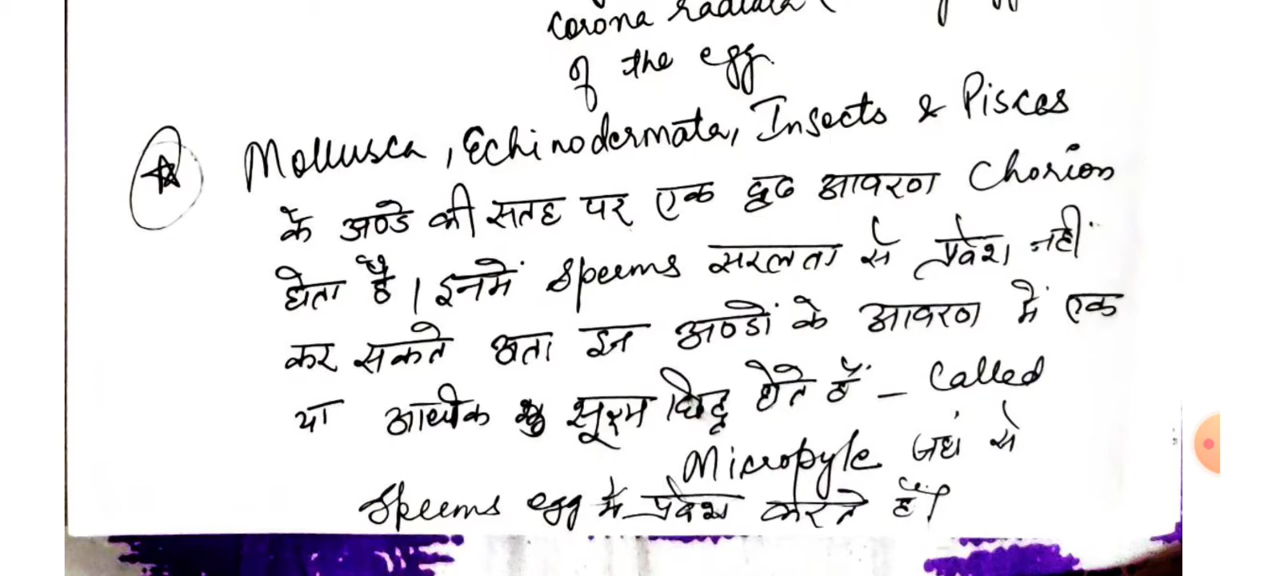 corona radiata (
of the egg.
Mollusca, Echinodermata, Insects & Pisces
के अण्डे की सतह पर एक दृढ आवरण Chorion
होता है। इनमें Sperms सरलता से प्रवेश नहीं
कर सकते अतः इन अण्डों के आवरण में एक
या अधिक सूक्ष्म छिद्र होते हैं – Called
Micropyle जहां से
Sperms egg में प्रवेश करते हैं।